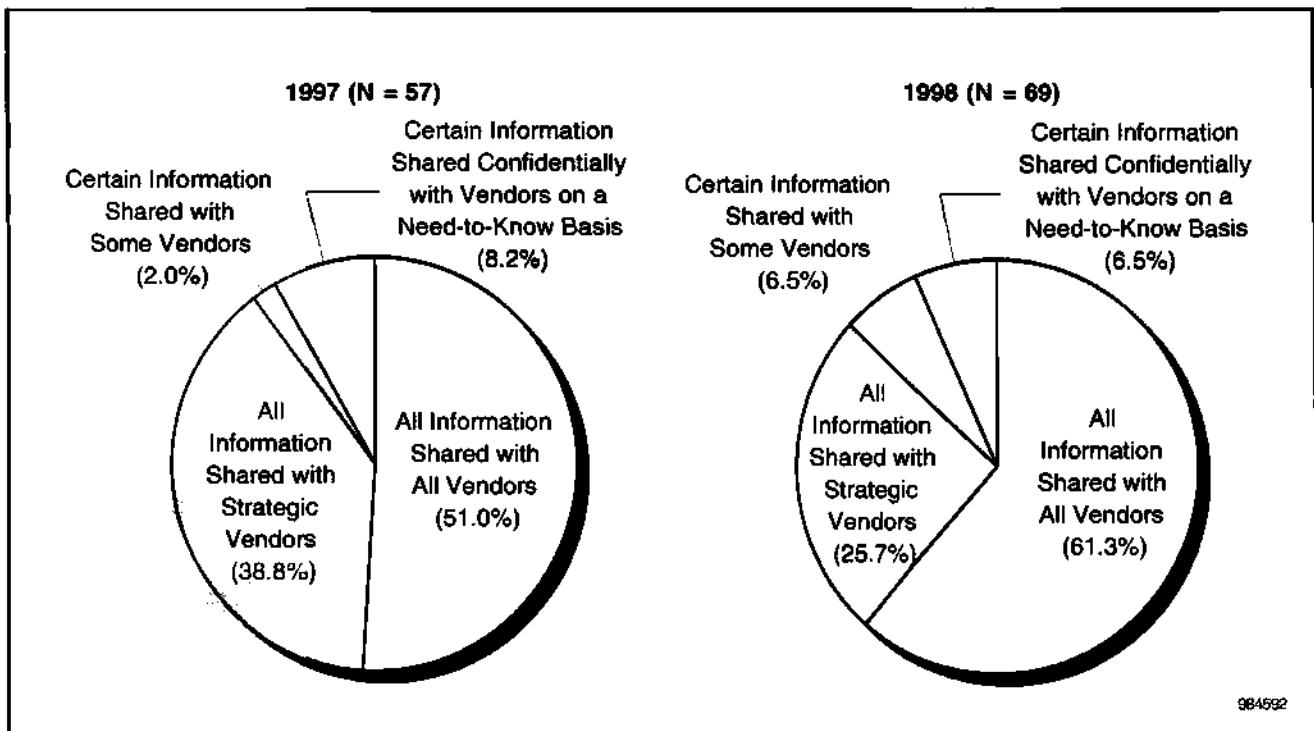 1997 (N = 57)
Certain Information
Shared with
Some Vendors
(2.0%)
Certain Information
Shared Confidentially
with Vendors on a
Need-to-Know Basis
(8.2%)
All
Information
Shared with
Strategic
Vendors
(38.8%)
All Information
Shared with
All Vendors
(51.0%)
1998 (N = 69)
Certain Information
Shared with
Some Vendors
(6.5%)
Certain Information
Shared Confidentially
with Vendors on a
Need-to-Know Basis
(6.5%)
All
Information
Shared with
Strategic
Vendors
(25.7%)
All
Information
Shared with
All Vendors
(61.3%)
984592